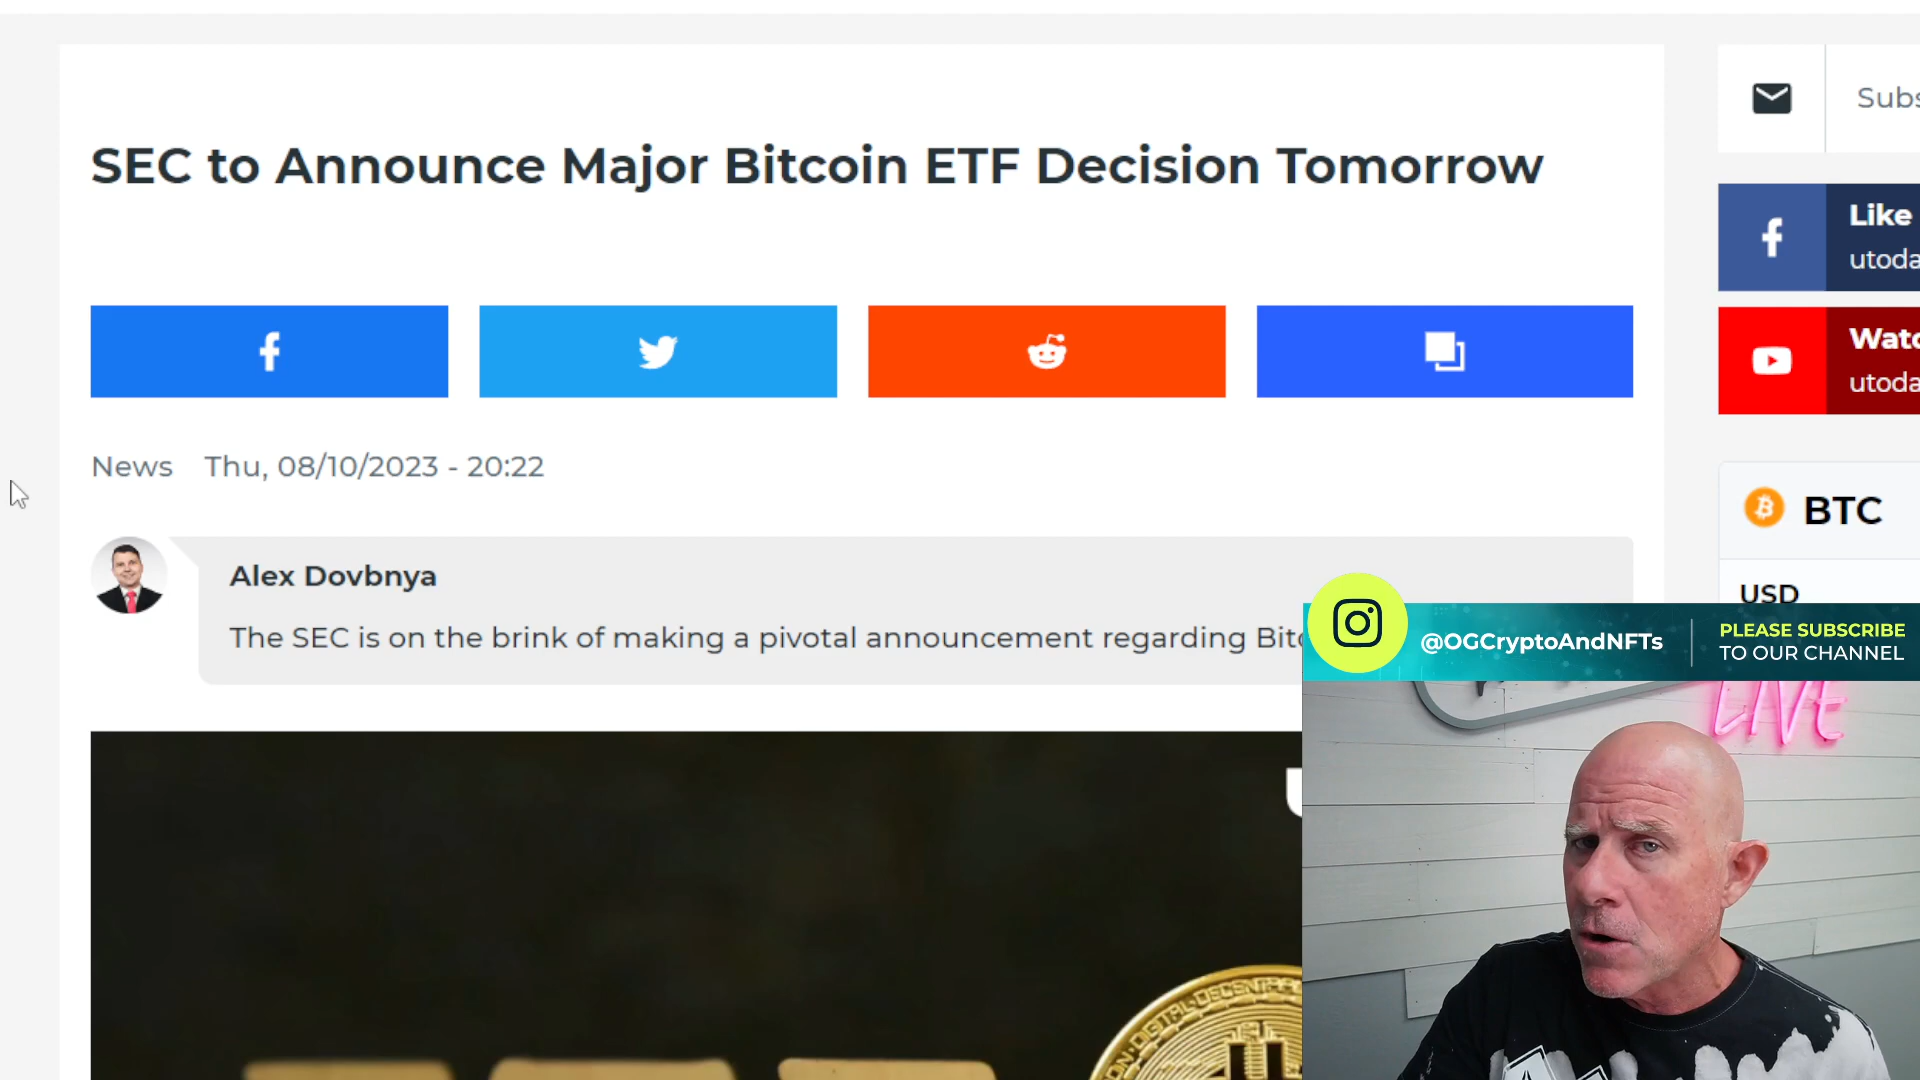 SEC to Announce Major Bitcoin ETF Decision Tomorrow
News Thu, 08/10/2023 - 20:22
Alex Dovbnya
The SEC is on the brink of making a pivotal announcement regarding Bitc
Subs
Like
utoda
Watc
utoda
BTC
USD
@OGCryptoAndNFTs
PLEASE SUBSCRIBE
TO OUR CHANNEL
LIVE